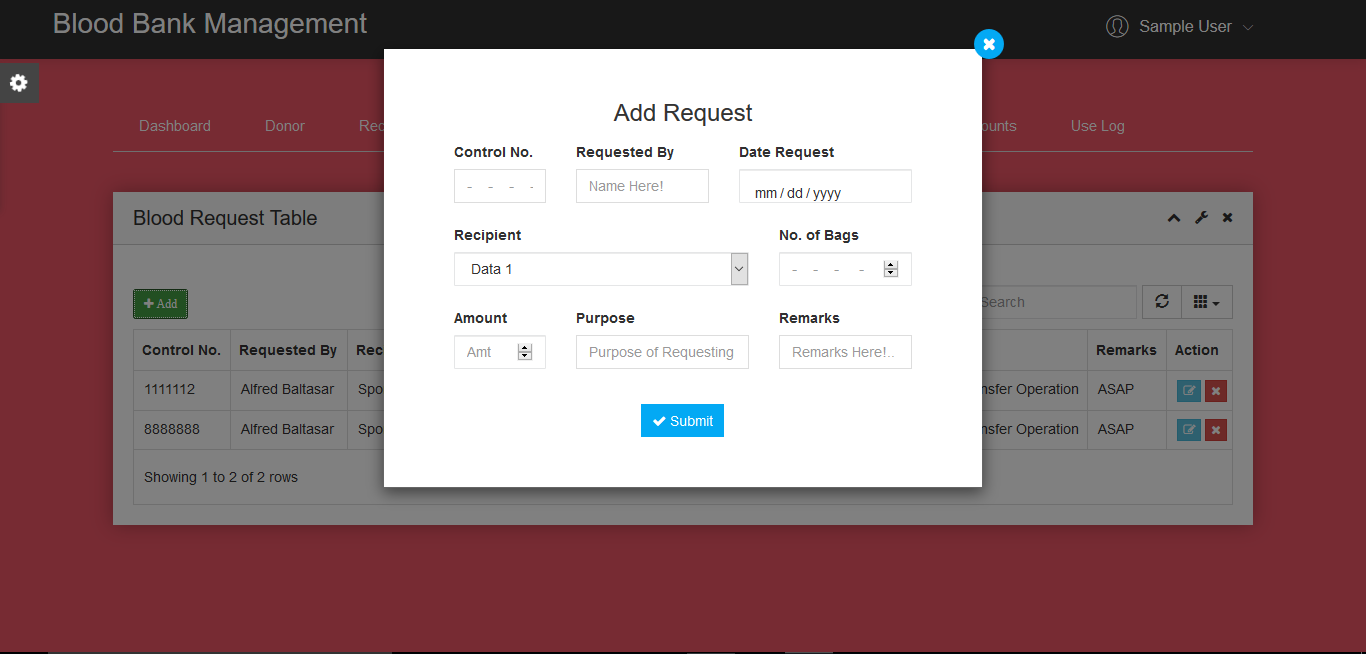 Blood Bank Management
Sample User
Dashboard Donor Rec ounts Use Log
Add Request
Control No. Requested By Date Request
- - - - Name Here! mm / dd / yyyy
Recipient No. of Bags
Data 1 - - - -
Amount Purpose Remarks
Amt Purpose of Requesting Remarks Here!..
Submit
Blood Request Table
Add
Search
Control No. Requested By Rec Remarks Action
1111112 Alfred Baltasar Spo nsfer Operation ASAP
8888888 Alfred Baltasar Spo nsfer Operation ASAP
Showing 1 to 2 of 2 rows